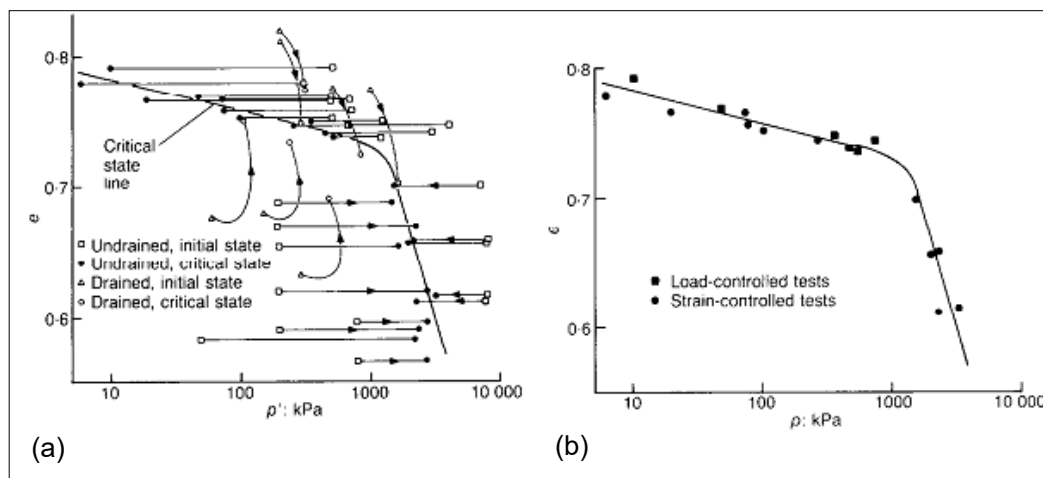 0·8
0·7
0·6
e
Critical
state
line
□ Undrained, initial state
• Undrained, critical state
△ Drained, initial state
○ Drained, critical state
10
100
1000
10 000
p': kPa
(a)
0·8
0·7
0·6
e
■ Load-controlled tests
● Strain-controlled tests
10
100
1000
10 000
p: kPa
(b)